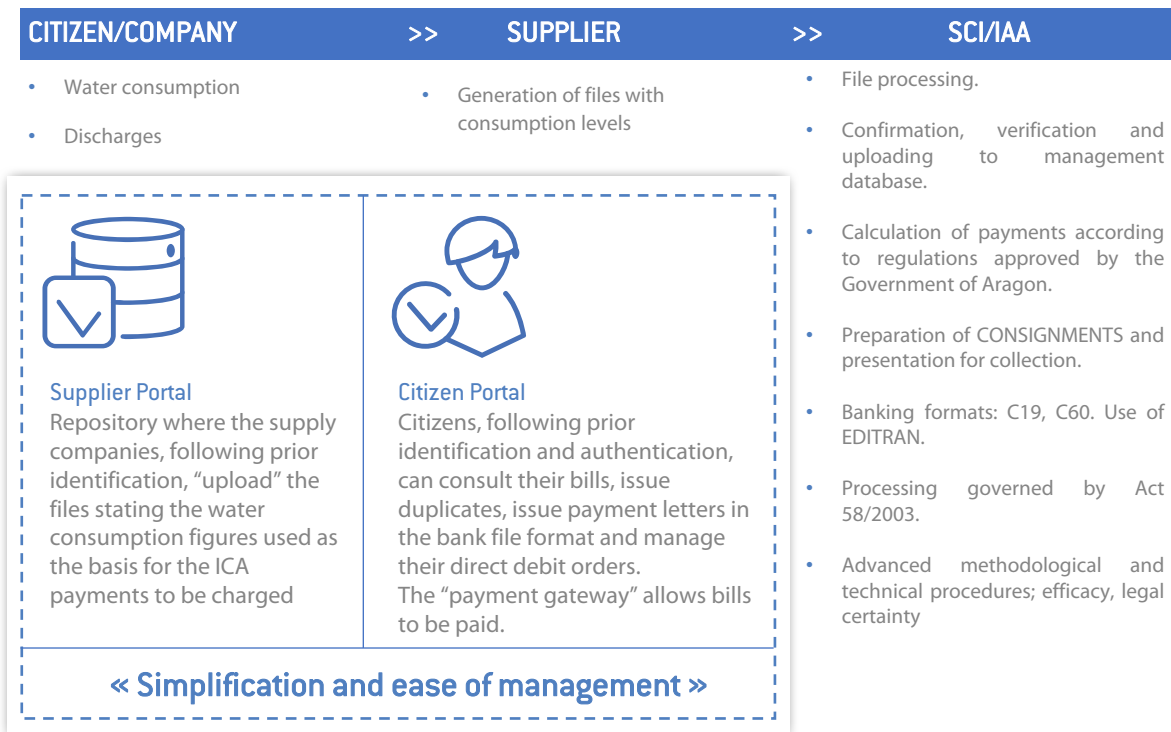 CITIZEN/COMPANY >> SUPPLIER >> SCI/IAA
• Water consumption
• Discharges
• Generation of files with
consumption levels
• File processing.
• Confirmation, verification and
uploading to management
database.
• Calculation of payments according
to regulations approved by the
Government of Aragon.
• Preparation of CONSIGNMENTS and
presentation for collection.
• Banking formats: C19, C60. Use of
EDITRAN.
• Processing governed by Act
58/2003.
• Advanced methodological and
technical procedures; efficacy, legal
certainty
Supplier Portal
Repository where the supply
companies, following prior
identification, “upload” the
files stating the water
consumption figures used as
the basis for the ICA
payments to be charged
Citizen Portal
Citizens, following prior
identification and authentication,
can consult their bills, issue
duplicates, issue payment letters in
the bank file format and manage
their direct debit orders.
The “payment gateway” allows bills
to be paid.
« Simplification and ease of management »